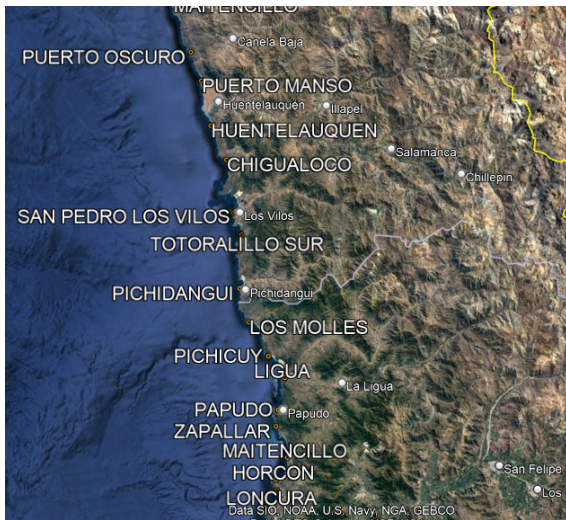 MAITENCILLO
Canela Baja
PUERTO OSCURO
PUERTO MANSO
Huentelauquén
Illapel
HUENTELAUQUEN
Salamanca
CHIGUALOCO
Chillepin
SAN PEDRO LOS VILOS
Los Vilos
TOTORALILLO SUR
PICHIDANGUI
Pichidangui
LOS MOLLES
PICHICUY
LIGUA
La Ligua
PAPUDO
Papudo
ZAPALLAR
MAITENCILLO
HORCON
San Felipe
LONCURA
Los
Data SIO, NOAA, U.S. Navy, NGA, GEBCO